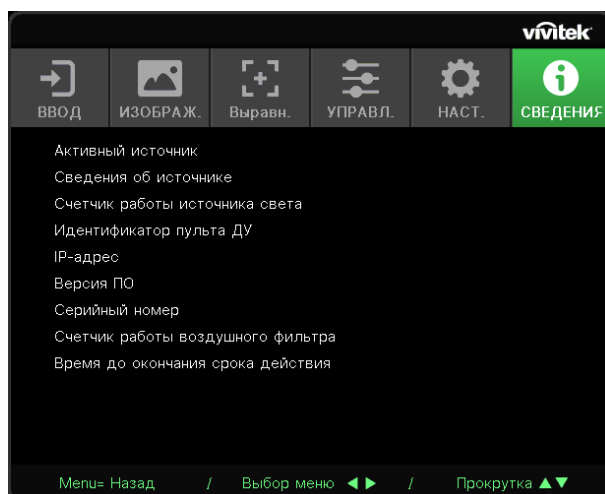 vivitek
ВВОД ИЗОБРАЖ. Выравн. УПРАВЛ. НАСТ. СВЕДЕНИЯ
Активный источник
Сведения об источнике
Счетчик работы источника света
Идентификатор пульта ДУ
IP-адрес
Версия ПО
Серийный номер
Счетчик работы воздушного фильтра
Время до окончания срока действия
Menu= Назад / Выбор меню ◀▶ / Прокрутка ▲▼